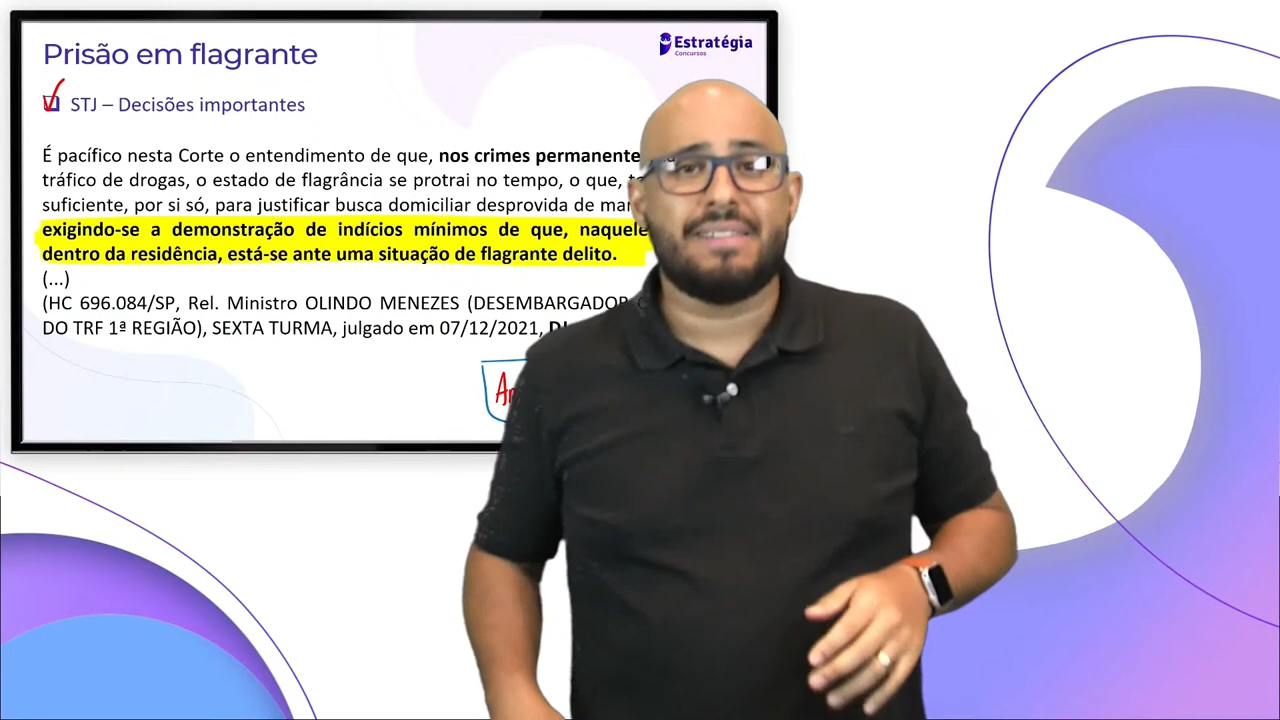 Prisão em flagrante
Estratégia
Concursos
STJ – Decisões importantes
É pacífico nesta Corte o entendimento de que, nos crimes permanente
tráfico de drogas, o estado de flagrância se protrai no tempo, o que,
suficiente, por si só, para justificar busca domiciliar desprovida de
exigindo-se a demonstração de indícios mínimos de que, naquele
dentro da residência, está-se ante uma situação de flagrante delito.
(...)
(HC 696.084/SP, Rel. Ministro OLINDO MENEZES (DESEMBARGADOR
DO TRF 1ª REGIÃO), SEXTA TURMA, julgado em 07/12/2021,